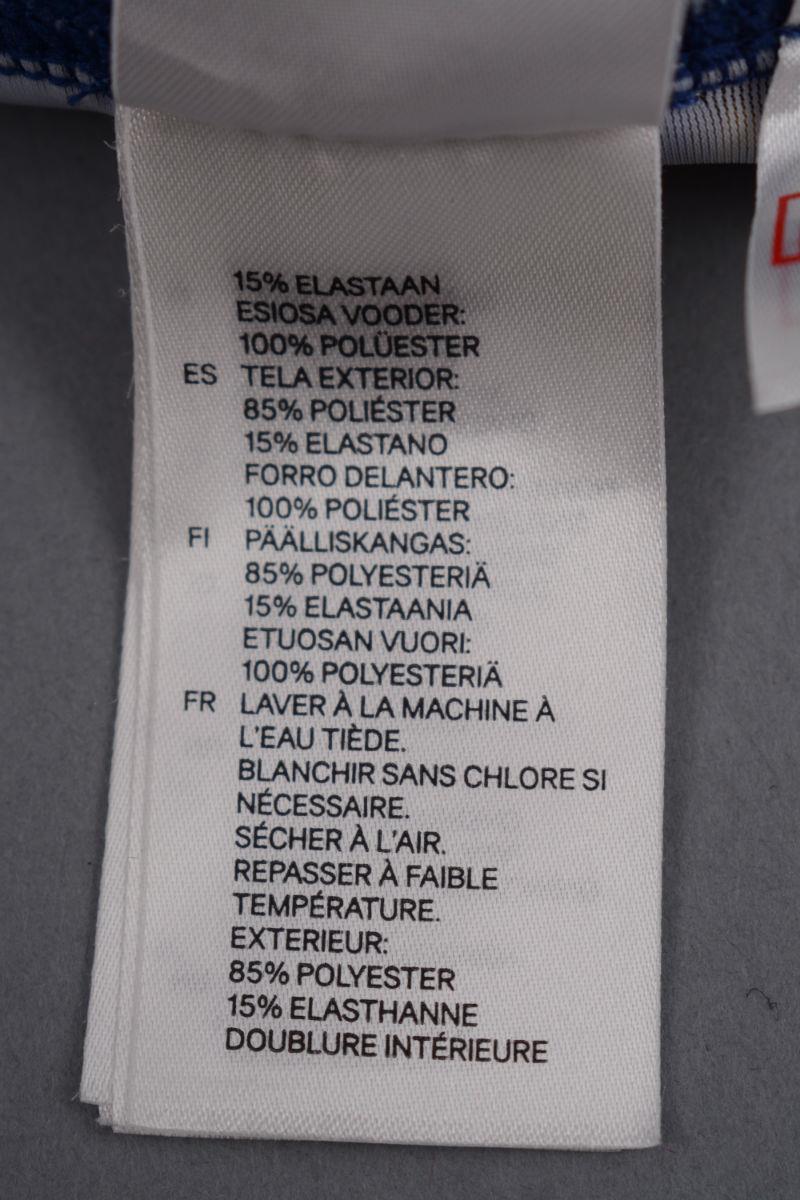 15% ELASTAAN
ESIOSA VOODER:
100% POLÜESTER
ES TELA EXTERIOR:
85% POLIÉSTER
15% ELASTANO
FORRO DELANTERO:
100% POLIÉSTER
FI PÄÄLLISKANGAS:
85% POLYESTERIÄ
15% ELASTAANIA
ETUOSAN VUORI:
100% POLYESTERIÄ
FR LAVER À LA MACHINE À
L'EAU TIÈDE.
BLANCHIR SANS CHLORE SI
NÉCESSAIRE.
SÉCHER À L'AIR.
REPASSER À FAIBLE
TEMPÉRATURE.
EXTERIEUR:
85% POLYESTER
15% ELASTHANNE
DOUBLURE INTÉRIEURE